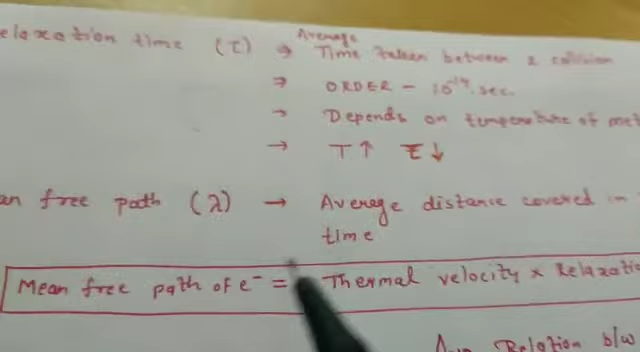 elaxation time (τ) → Average
Time taken between 2 collision
→ ORDER - 10⁻¹⁴ sec.
→ Depends on temperature of met
→ T↑ τ↓
an free path (λ) → Average distance covered in
time
Mean free path of e⁻ = Thermal velocity x Relaxatio
Relation b/w